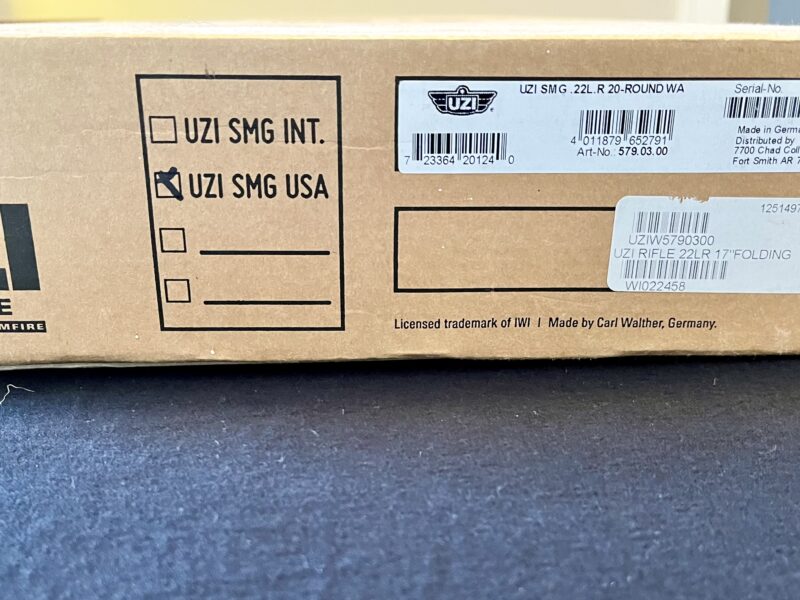 UZI SMG INT.
UZI SMG USA
LI
E
MFIRE
UZI
UZI SMG .22L.R 20-ROUND WA
Serial-No.
7 23364 20124 0
4 011879 652791
Art-No.: 579.03.00
Made in Germa
Distributed by
7700 Chad Coll
Fort Smith AR 7
1251497
UZIW5790300
UZI RIFLE 22LR 17"FOLDING
WI022458
Licensed trademark of IWI | Made by Carl Walther, Germany.